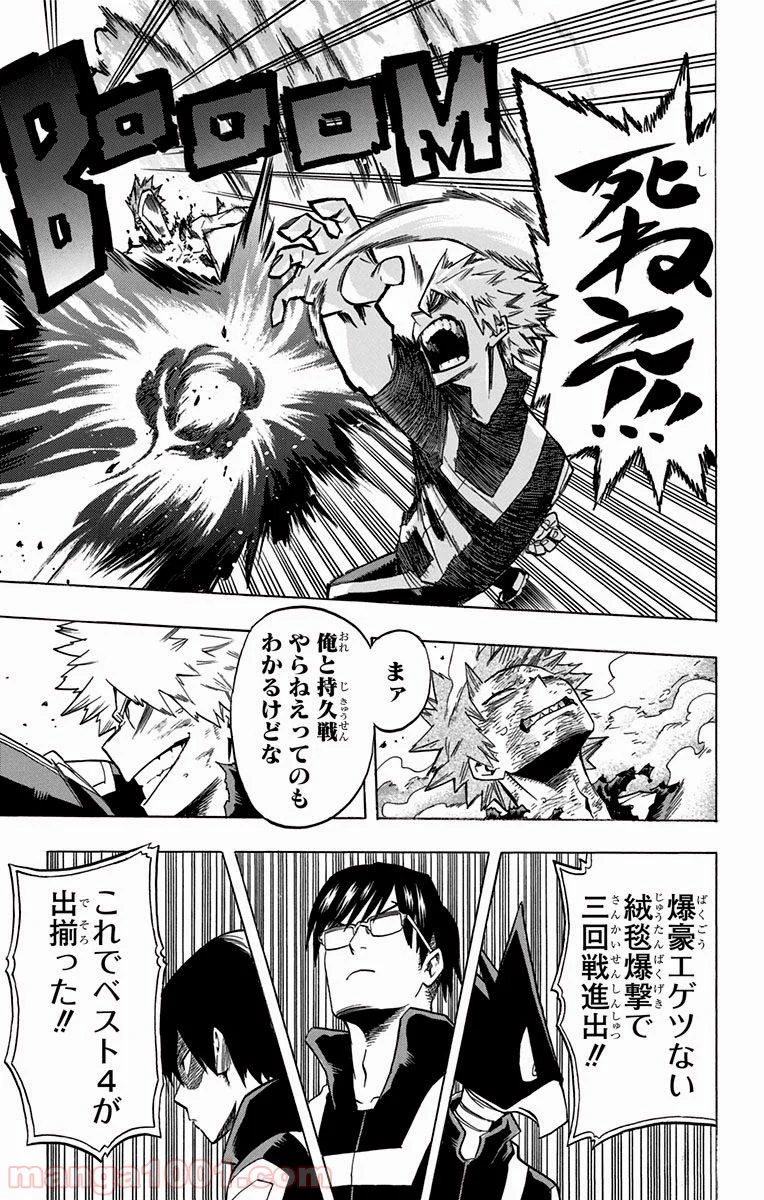 死ねえ!!!
BOOOOM
まァ
俺と持久戦
やらねえってのも
わかるけどな
爆豪エゲツない
絨毯爆撃で
三回戦進出!!
これでベスト4が
出揃った!!
manga1001.com